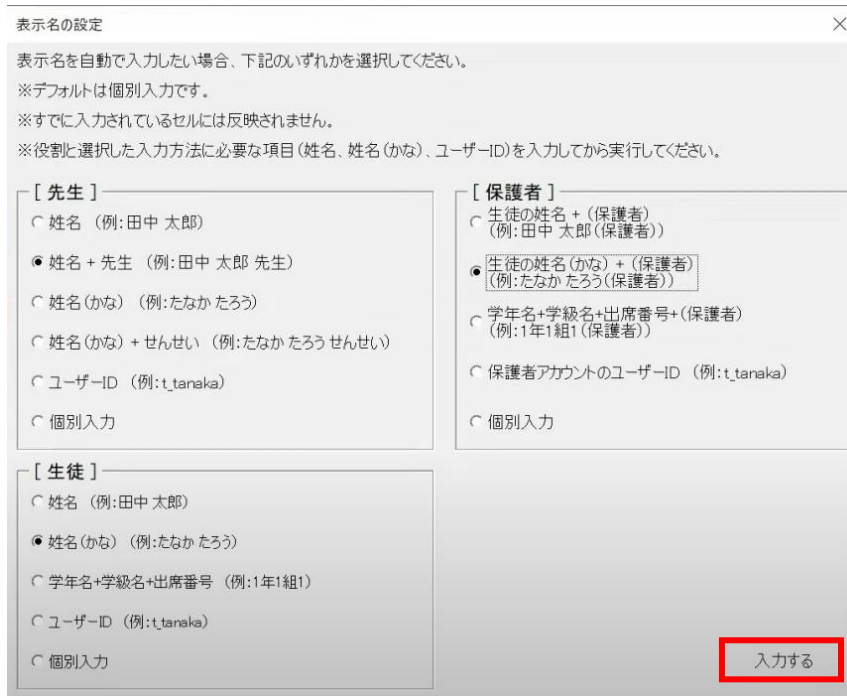 表示名の設定
表示名を自動で入力したい場合、下記のいずれかを選択してください。
※デフォルトは個別入力です。
※すでに入力されているセルには反映されません。
※役割と選択した入力方法に必要な項目(姓名、姓名(かな)、ユーザーID)を入力してから実行してください。
[ 先生 ]
姓名 (例:田中 太郎)
姓名 + 先生 (例:田中 太郎 先生)
姓名(かな) (例:たなか たろう)
姓名(かな) + せんせい (例:たなか たろう せんせい)
ユーザーID (例:t_tanaka)
個別入力
[ 保護者 ]
生徒の姓名 + (保護者)
(例:田中 太郎(保護者))
生徒の姓名(かな) + (保護者)
(例:たなか たろう(保護者))
学年名+学級名+出席番号+(保護者)
(例:1年1組1(保護者))
保護者アカウントのユーザーID (例:t_tanaka)
個別入力
[ 生徒 ]
姓名 (例:田中 太郎)
姓名(かな) (例:たなか たろう)
学年名+学級名+出席番号 (例:1年1組1)
ユーザーID (例:t_tanaka)
個別入力
入力する